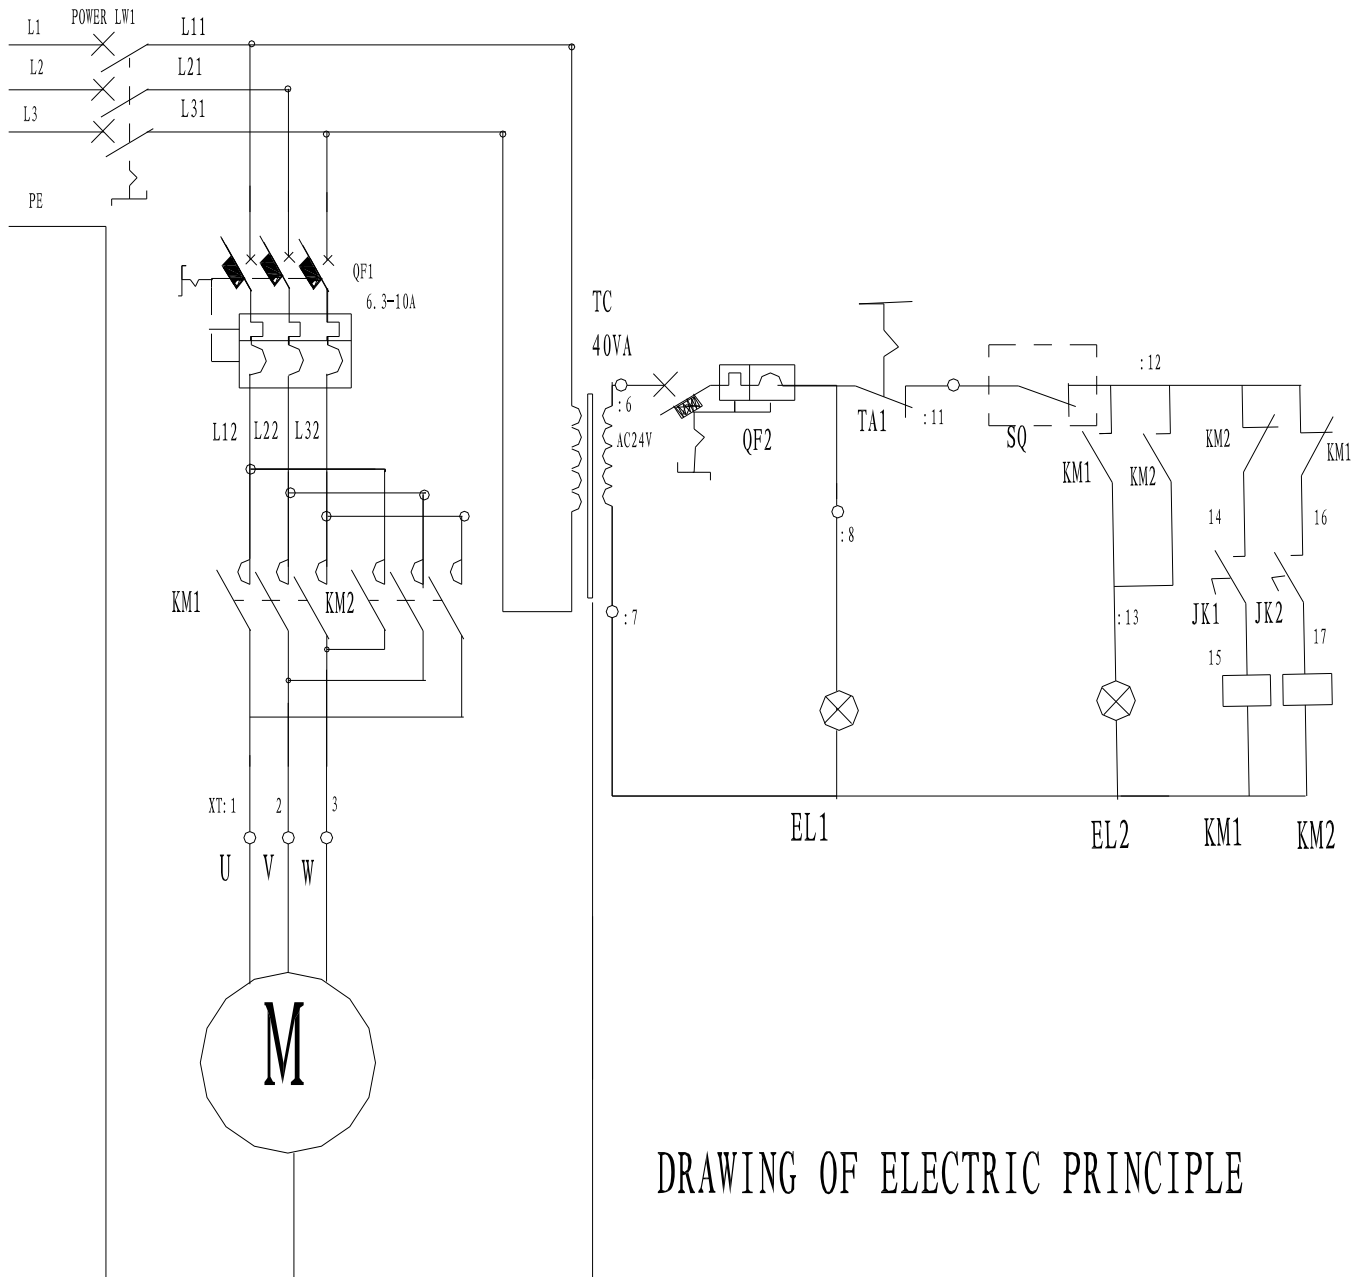 POWER LW1
L1
L11
L2
L21
L3
L31
PE
QF1
6.3-10A
TC
40VA
:6
AC24V
QF2
TA1
:11
SQ
:12
L12
L22
L32
KM1
KM2
KM2
KM1
14
16
:8
KM1
KM2
:7
:13
JK1
JK2
15
17
XT:1
2
3
EL1
EL2
KM1
KM2
U
V
W
M
DRAWING OF ELECTRIC PRINCIPLE